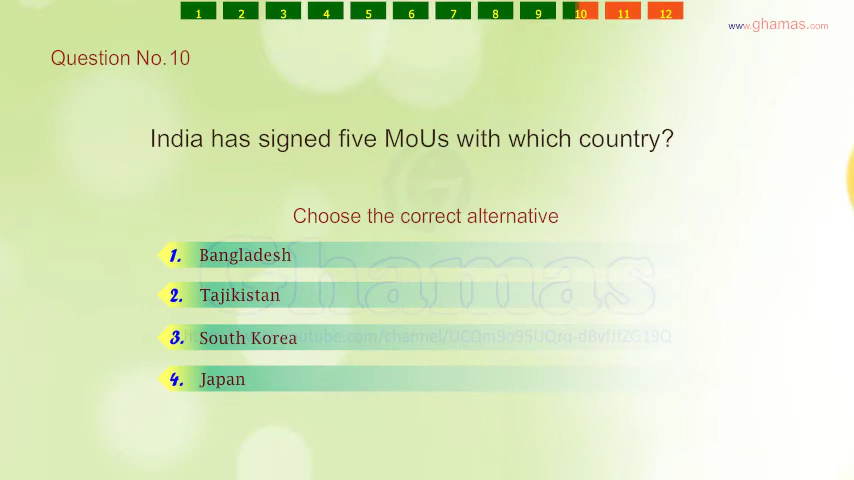 1 2 3 4 5 6 7 8 9 10 11 12
www.ghamas.com
Question No.10
India has signed five MoUs with which country?
Choose the correct alternative
1. Bangladesh
2. Tajikistan
3. South Korea
4. Japan
Ghamas